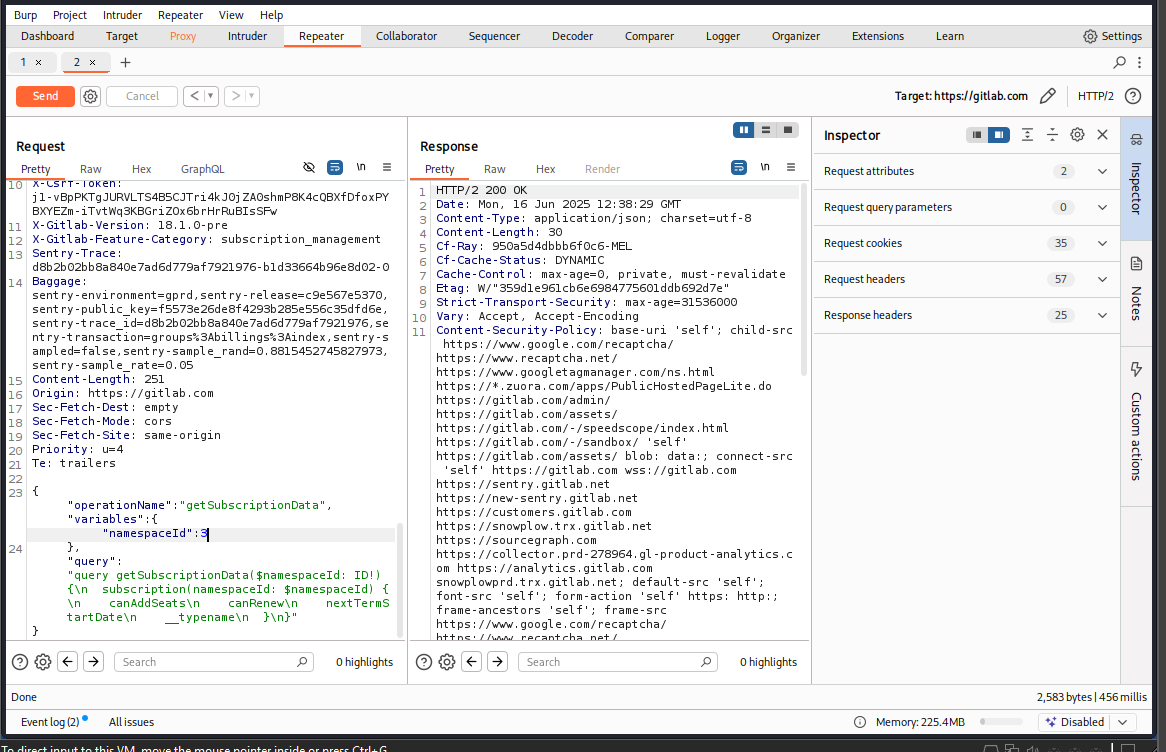 Burp Project Intruder Repeater View Help
Dashboard Target Proxy Intruder Repeater Collaborator Sequencer Decoder Comparer Logger Organizer Extensions Learn Settings
1 × 2 × +
Send Cancel < > Target: https://gitlab.com HTTP/2 ?
Request
Pretty Raw Hex GraphQL \n
10 X-Csrf-Token:
j1-vBpPKTgJURVLTS4B5CJTri4kJ0jZA0shmP8K4cQBXfDfoxPY
BXYEZm-iTvtWq3KBGriZOx6brHrRuBIsSFw
11 X-Gitlab-Version: 18.1.0-pre
12 X-Gitlab-Feature-Category: subscription_management
13 Sentry-Trace:
d8b2b02bb8a840e7ad6d779af7921976-b1d33664b96e8d02-0
14 Baggage:
sentry-environment=gprd,sentry-release=c9e567e5370,
sentry-public_key=f5573e26de8f4293b285e556c35dfd6e,
sentry-trace_id=d8b2b02bb8a840e7ad6d779af7921976,se
ntry-transaction=groups%3Abillings%3Aindex,sentry-s
ampled=false,sentry-sample_rand=0.8815452745827973,
sentry-sample_rate=0.05
15 Content-Length: 251
16 Origin: https://gitlab.com
17 Sec-Fetch-Dest: empty
18 Sec-Fetch-Mode: cors
19 Sec-Fetch-Site: same-origin
20 Priority: u=4
21 Te: trailers
22
23 {
"operationName":"getSubscriptionData",
"variables":{
"namespaceId":3
24 },
"query":
"query getSubscriptionData($namespaceId: ID!)
{\n  subscription(namespaceId: $namespaceId) {
\n    canAddSeats\n    canRenew\n    nextTermS
tartDate\n    __typename\n  }\n}"
}
? Search 0 highlights
Response
Pretty Raw Hex Render \n
1 HTTP/2 200 OK
2 Date: Mon, 16 Jun 2025 12:38:29 GMT
3 Content-Type: application/json; charset=utf-8
4 Content-Length: 30
5 Cf-Ray: 950a5d4dbbb6f0c6-MEL
6 Cf-Cache-Status: DYNAMIC
7 Cache-Control: max-age=0, private, must-revalidate
8 Etag: W/"359d1e961cb6e6984775601ddb692d7e"
9 Strict-Transport-Security: max-age=31536000
10 Vary: Accept, Accept-Encoding
11 Content-Security-Policy: base-uri 'self'; child-src
https://www.google.com/recaptcha/
https://www.recaptcha.net/
https://www.googletagmanager.com/ns.html
https://*.zuora.com/apps/PublicHostedPageLite.do
https://gitlab.com/admin/
https://gitlab.com/assets/
https://gitlab.com/-/speedscope/index.html
https://gitlab.com/-/sandbox/ 'self'
https://gitlab.com/assets/ blob: data:; connect-src
'self' https://gitlab.com wss://gitlab.com
https://sentry.gitlab.net
https://new-sentry.gitlab.net
https://customers.gitlab.com
https://snowplow.trx.gitlab.net
https://sourcegraph.com
https://collector.prd-278964.gl-product-analytics.c
om https://analytics.gitlab.com
snowplowprd.trx.gitlab.net; default-src 'self';
font-src 'self'; form-action 'self' https: http:;
frame-ancestors 'self'; frame-src
https://www.google.com/recaptcha/
https://www.recaptcha.net/
? Search 0 highlights
Inspector
Request attributes 2
Request query parameters 0
Request cookies 35
Request headers 57
Response headers 25
Inspector
Notes
Custom actions
Done 2,583 bytes | 456 millis
Event log (2) All issues Memory: 225.4MB Disabled
To direct input to this VM, move the mouse pointer inside or press Ctrl+G.